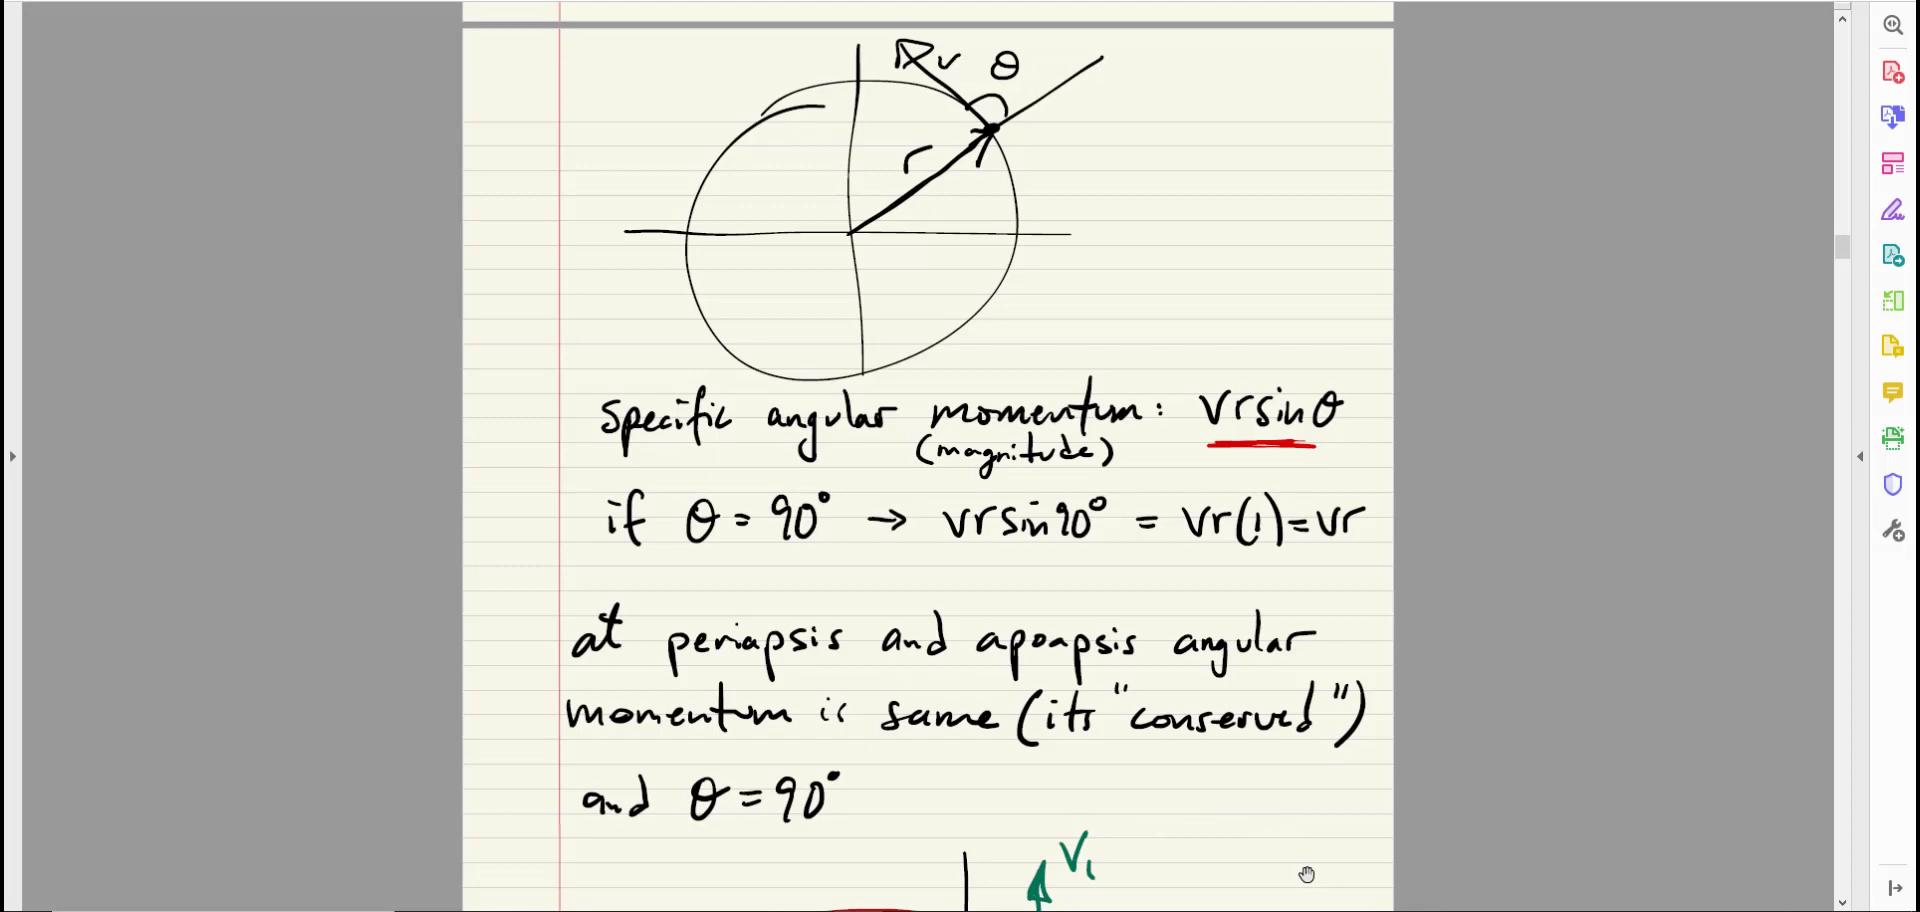 v θ
r
specific angular momentum: vrsinθ
(magnitude)
if θ = 90° → vrsin90° = vr(1)=vr
at periapsis and apoapsis angular
momentum is same (its "conserved")
and θ = 90°
V₁